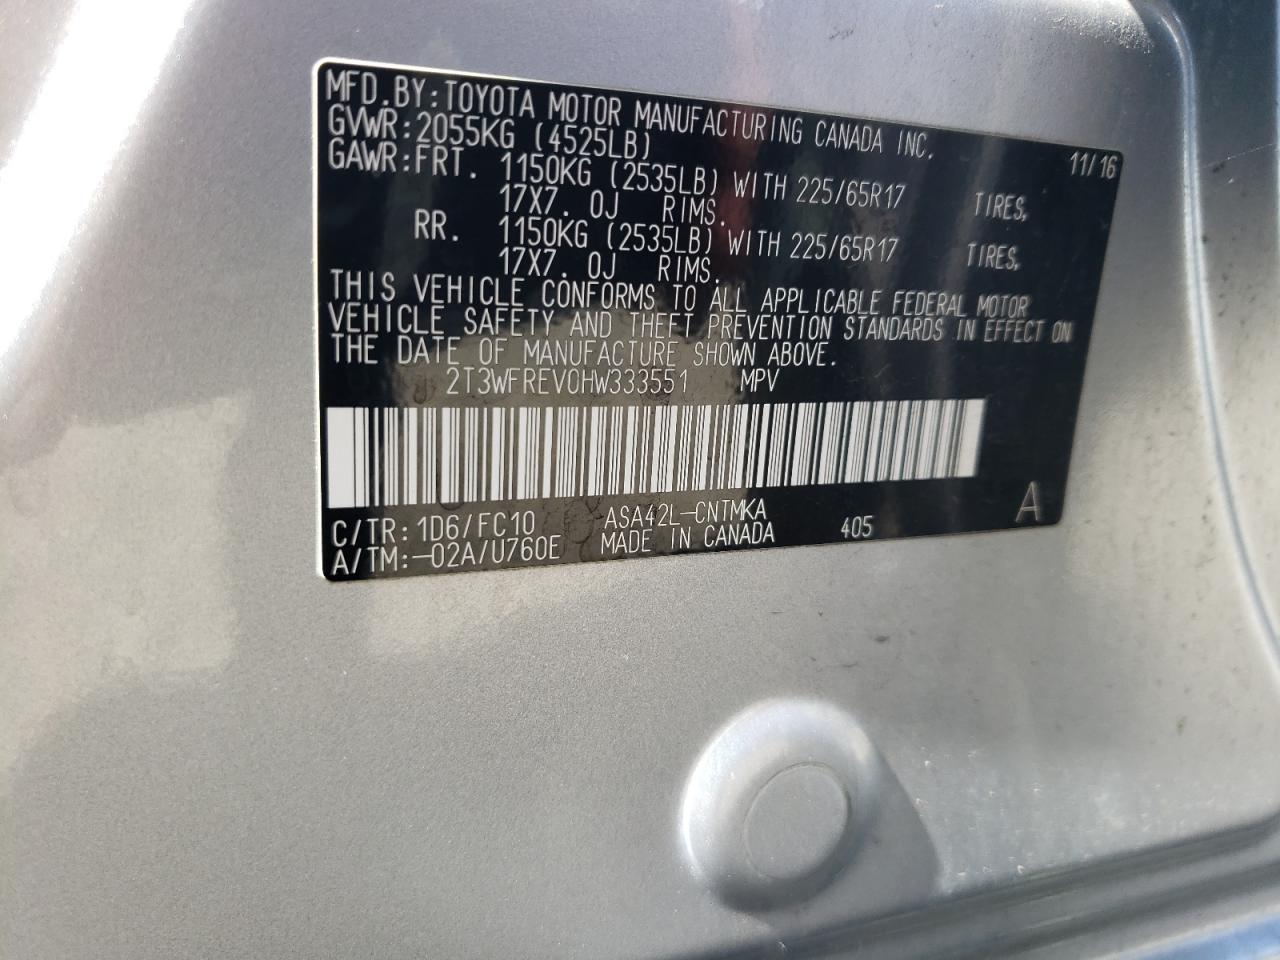 MFD.BY:TOYOTA MOTOR MANUFACTURING CANADA INC.
GVWR:2055KG (4525LB) 11/16
GAWR:FRT. 1150KG (2535LB) WITH 225/65R17 TIRES,
17X7. 0J RIMS.
RR. 1150KG (2535LB) WITH 225/65R17 TIRES,
17X7. 0J RIMS.
THIS VEHICLE CONFORMS TO ALL APPLICABLE FEDERAL MOTOR
VEHICLE SAFETY AND THEFT PREVENTION STANDARDS IN EFFECT ON
THE DATE OF MANUFACTURE SHOWN ABOVE.
2T3WFREV0HW333551 MPV
C/TR: 1D6/FC10 ASA42L-CNTMKA 405 A
A/TM:-02A/U760E MADE IN CANADA